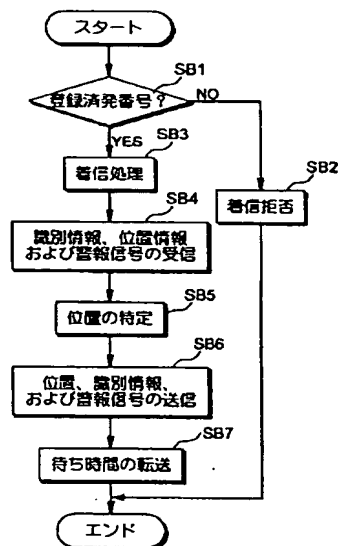 スタート
SB1
登録済発番号?
NO
YES
SB3
着信処理
SB2
着信拒否
SB4
識別情報、位置情報
および警報信号の受信
SB5
位置の特定
SB6
位置、識別情報、
および警報信号の送信
SB7
待ち時間の転送
エンド